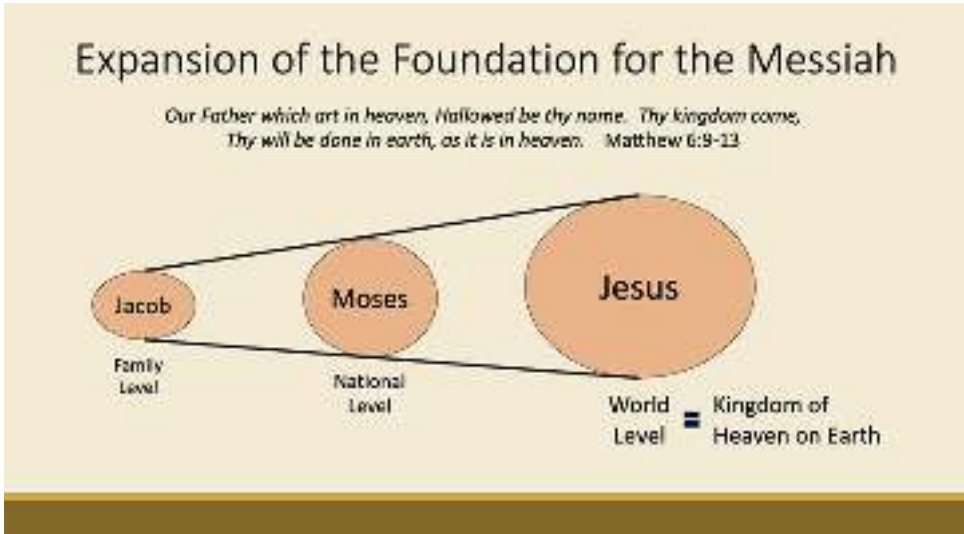 Expansion of the Foundation for the Messiah
Our Father which art in heaven, Hallowed be thy name. Thy kingdom come,
Thy will be done in earth, as it is in heaven. Matthew 6:9-13
Jacob
Moses
Jesus
Family
Level
National
Level
World
Level
=
Kingdom of
Heaven on Earth